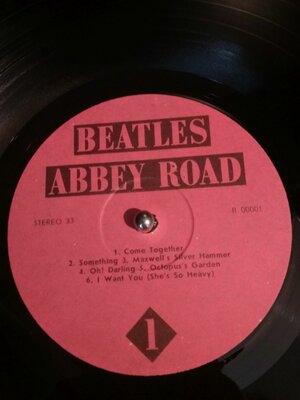 BEATLES
ABBEY ROAD
STEREO 33 B 00001
1. Come Together
2. Something 3. Maxwell's Silver Hammer
4. Oh! Darling 5. Octopus's Garden
6. I Want You (She's So Heavy)
1